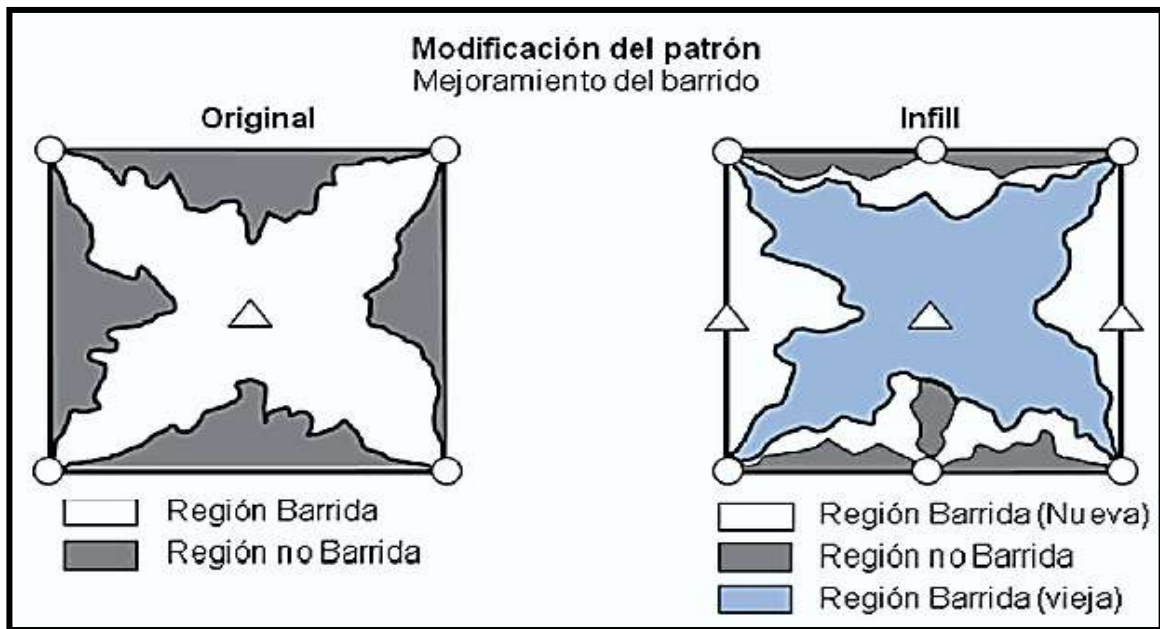 Modificación del patrón
Mejoramiento del barrido
Original
Región Barrida
Región no Barrida
Infill
Región Barrida (Nueva)
Región no Barrida
Región Barrida (vieja)